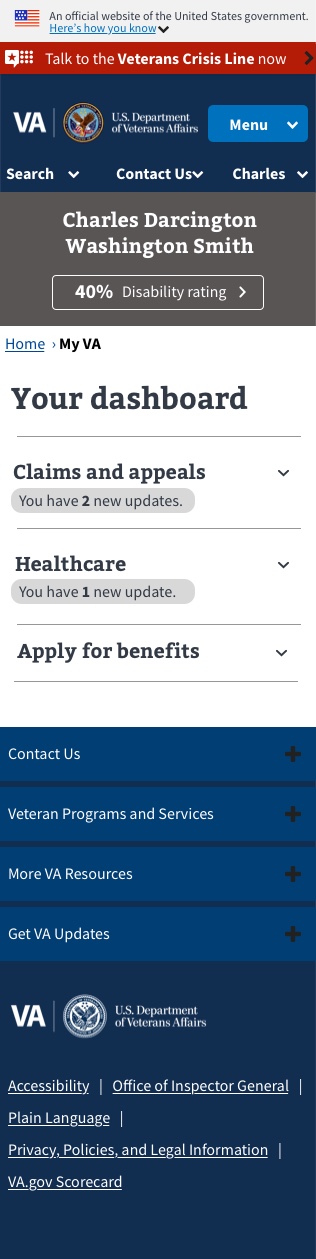 An official website of the United States government.
Here's how you know
Talk to the Veterans Crisis Line now
VA
U.S. Department
of Veterans Affairs
Menu
Search
Contact Us
Charles
Charles Darcington
Washington Smith
40% Disability rating
Home › My VA
Your dashboard
Claims and appeals
You have 2 new updates.
Healthcare
You have 1 new update.
Apply for benefits
Contact Us
Veteran Programs and Services
More VA Resources
Get VA Updates
VA
U.S. Department
of Veterans Affairs
Accessibility | Office of Inspector General |
Plain Language |
Privacy, Policies, and Legal Information |
VA.gov Scorecard